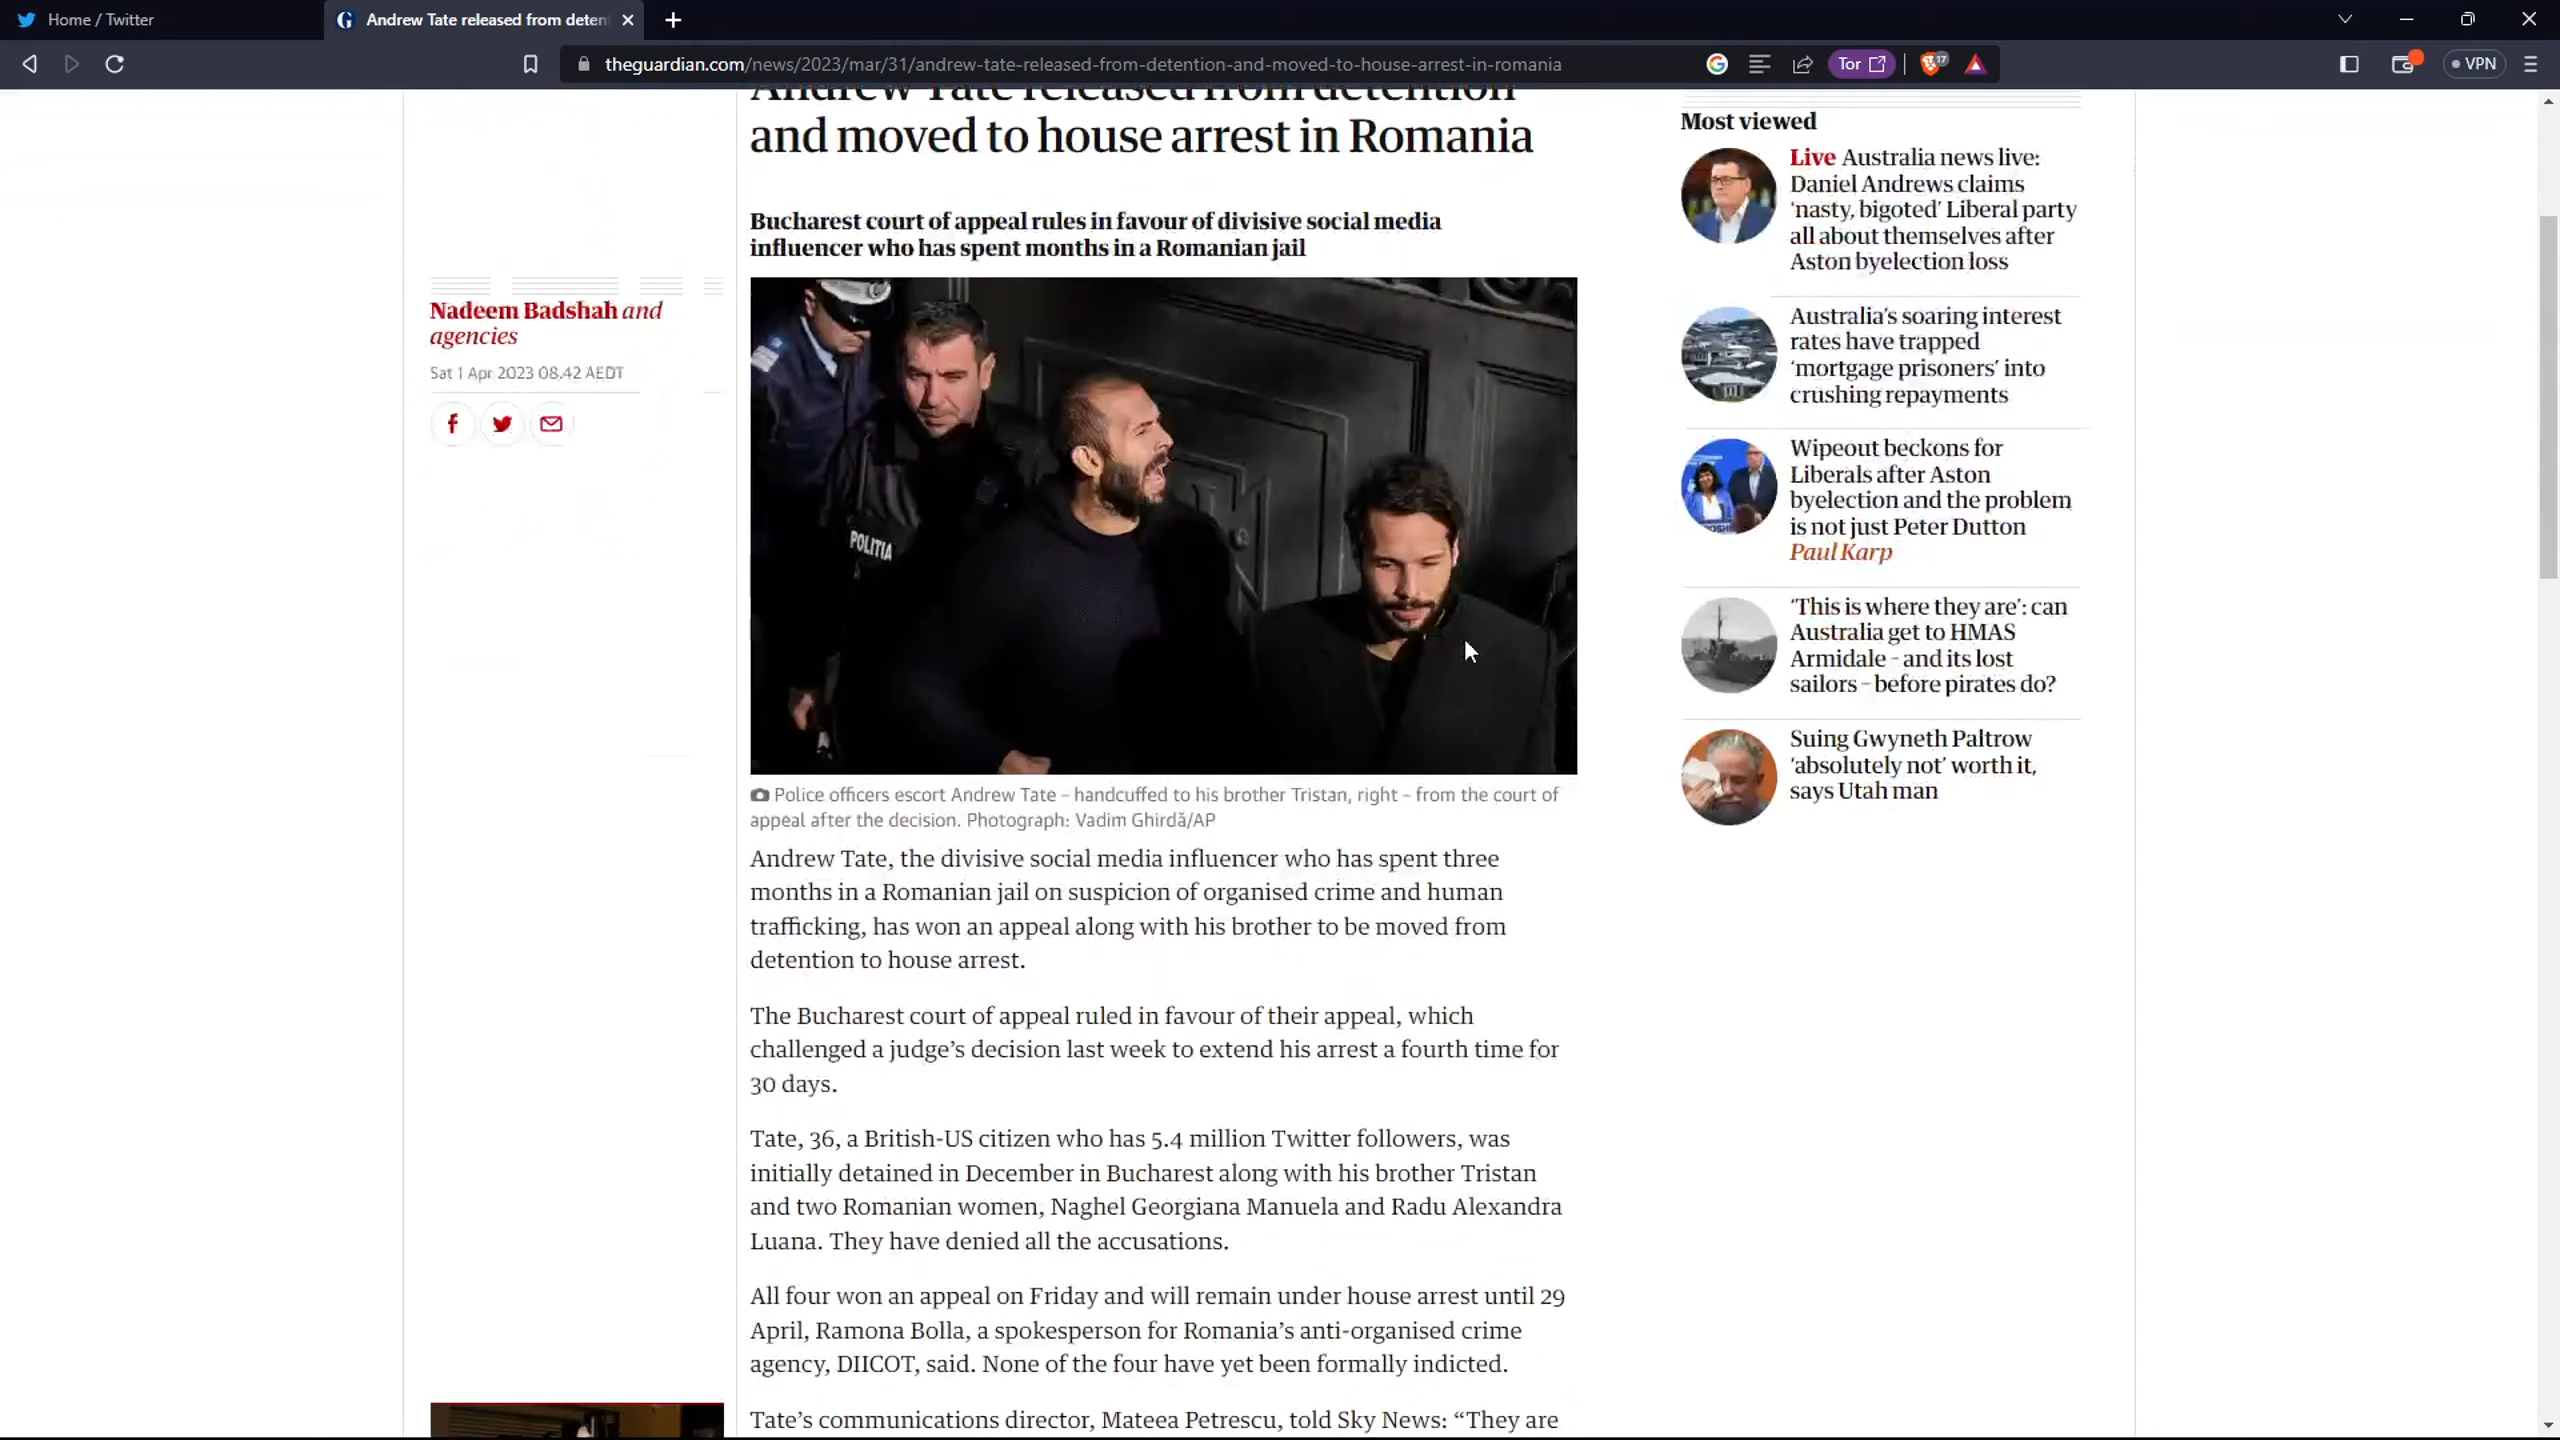 Home / Twitter
Andrew Tate released from deten
theguardian.com/news/2023/mar/31/andrew-tate-released-from-detention-and-moved-to-house-arrest-in-romania
Tor
17
VPN
Andrew Tate released from detention
and moved to house arrest in Romania
Bucharest court of appeal rules in favour of divisive social media
influencer who has spent months in a Romanian jail
Nadeem Badshah and
agencies
Sat 1 Apr 2023 08.42 AEDT
POLITIA
Police officers escort Andrew Tate – handcuffed to his brother Tristan, right – from the court of
appeal after the decision. Photograph: Vadim Ghirdă/AP
Andrew Tate, the divisive social media influencer who has spent three
months in a Romanian jail on suspicion of organised crime and human
trafficking, has won an appeal along with his brother to be moved from
detention to house arrest.
The Bucharest court of appeal ruled in favour of their appeal, which
challenged a judge’s decision last week to extend his arrest a fourth time for
30 days.
Tate, 36, a British-US citizen who has 5.4 million Twitter followers, was
initially detained in December in Bucharest along with his brother Tristan
and two Romanian women, Naghel Georgiana Manuela and Radu Alexandra
Luana. They have denied all the accusations.
All four won an appeal on Friday and will remain under house arrest until 29
April, Ramona Bolla, a spokesperson for Romania’s anti-organised crime
agency, DIICOT, said. None of the four have yet been formally indicted.
Tate’s communications director, Mateea Petrescu, told Sky News: “They are
Most viewed
Live Australia news live:
Daniel Andrews claims
‘nasty, bigoted’ Liberal party
all about themselves after
Aston byelection loss
Australia’s soaring interest
rates have trapped
‘mortgage prisoners’ into
crushing repayments
Wipeout beckons for
Liberals after Aston
byelection and the problem
is not just Peter Dutton
Paul Karp
‘This is where they are’: can
Australia get to HMAS
Armidale – and its lost
sailors – before pirates do?
Suing Gwyneth Paltrow
‘absolutely not’ worth it,
says Utah man